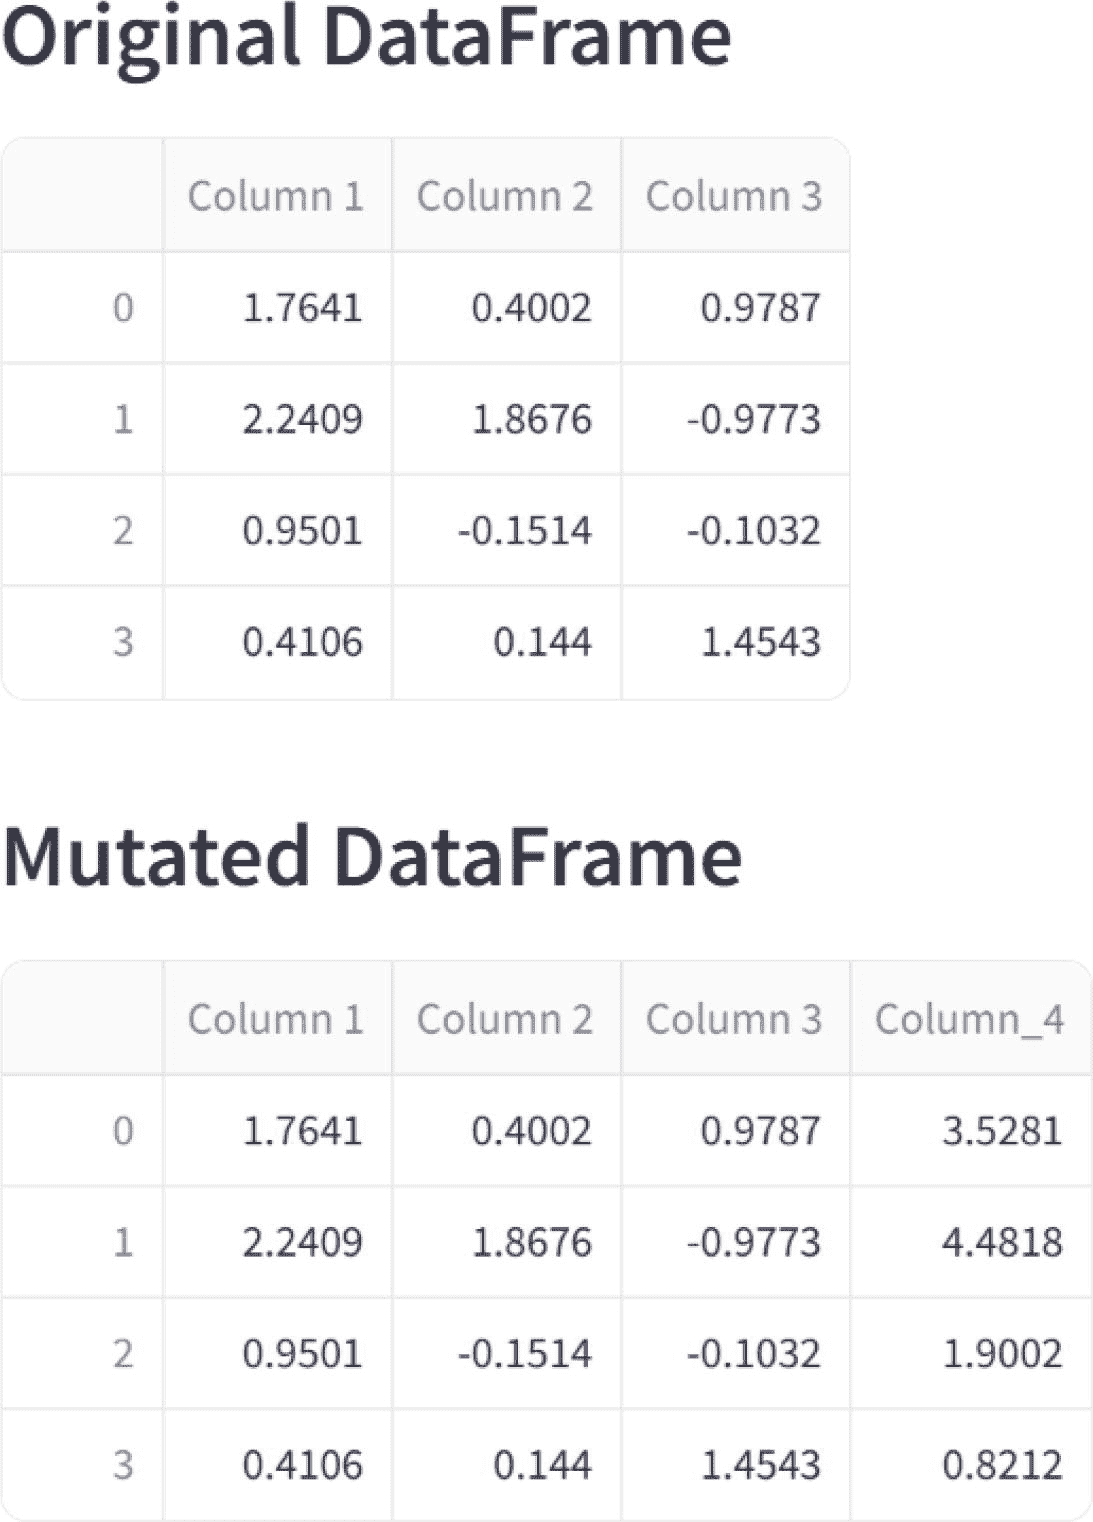 Original DataFrame
Column 1 Column 2 Column 3
0 1.7641 0.4002 0.9787
1 2.2409 1.8676 -0.9773
2 0.9501 -0.1514 -0.1032
3 0.4106 0.144 1.4543
Mutated DataFrame
Column 1 Column 2 Column 3 Column_4
0 1.7641 0.4002 0.9787 3.5281
1 2.2409 1.8676 -0.9773 4.4818
2 0.9501 -0.1514 -0.1032 1.9002
3 0.4106 0.144 1.4543 0.8212